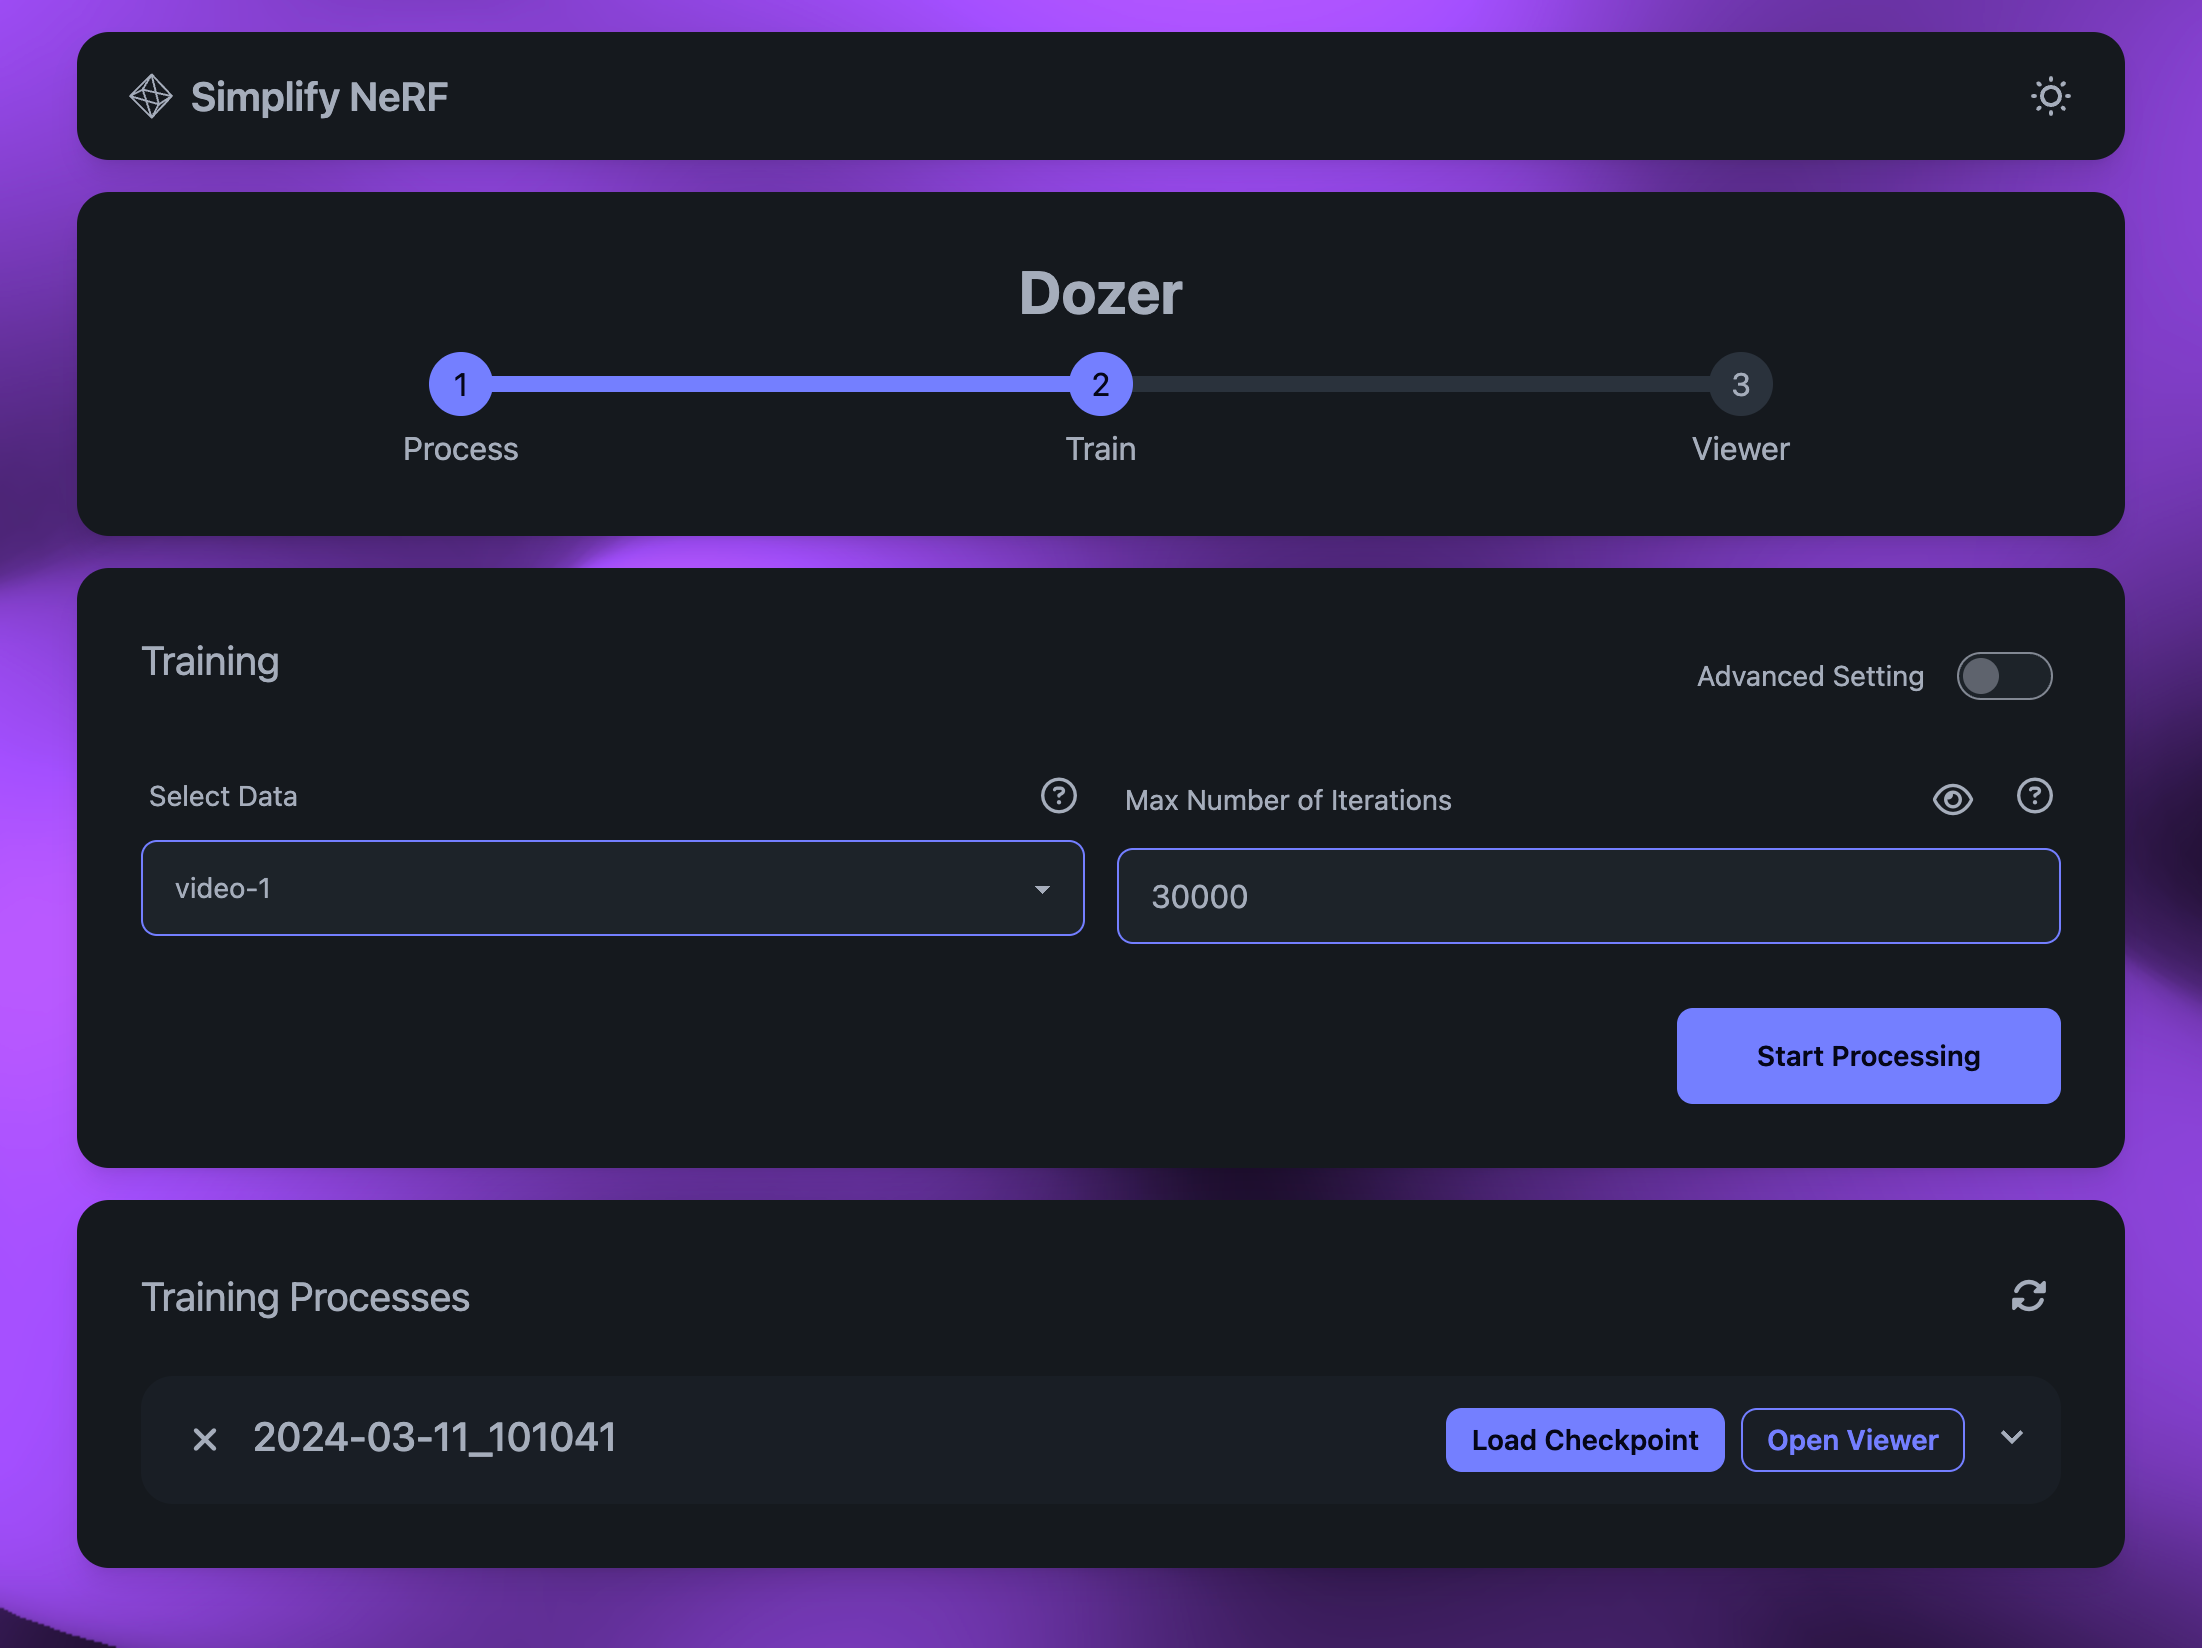 Simplify NeRF
Dozer
1
2
3
Process
Train
Viewer
Training
Advanced Setting
Select Data
?
Max Number of Iterations
?
video-1
30000
Start Processing
Training Processes
2024-03-11_101041
Load Checkpoint
Open Viewer